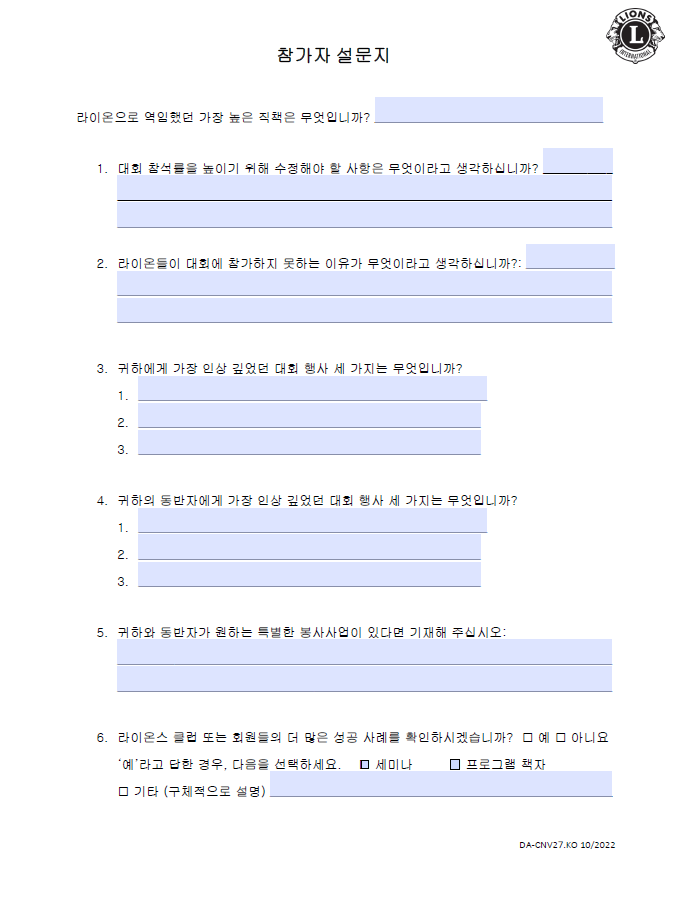 LIONS
L
INTERNATIONAL
참가자 설문지
라이온으로 역임했던 가장 높은 직책은 무엇입니까?
1. 대회 참석률을 높이기 위해 수정해야 할 사항은 무엇이라고 생각하십니까?
2. 라이온들이 대회에 참가하지 못하는 이유가 무엇이라고 생각하십니까?:
3. 귀하에게 가장 인상 깊었던 대회 행사 세 가지는 무엇입니까?
1.
2.
3.
4. 귀하의 동반자에게 가장 인상 깊었던 대회 행사 세 가지는 무엇입니까?
1.
2.
3.
5. 귀하와 동반자가 원하는 특별한 봉사사업이 있다면 기재해 주십시오:
6. 라이온스 클럽 또는 회원들의 더 많은 성공 사례를 확인하시겠습니까? ☐ 예 ☐ 아니요
‘예’라고 답한 경우, 다음을 선택하세요. ☐ 세미나 ☐ 프로그램 책자
☐ 기타 (구체적으로 설명)
DA-CNV27.KO 10/2022